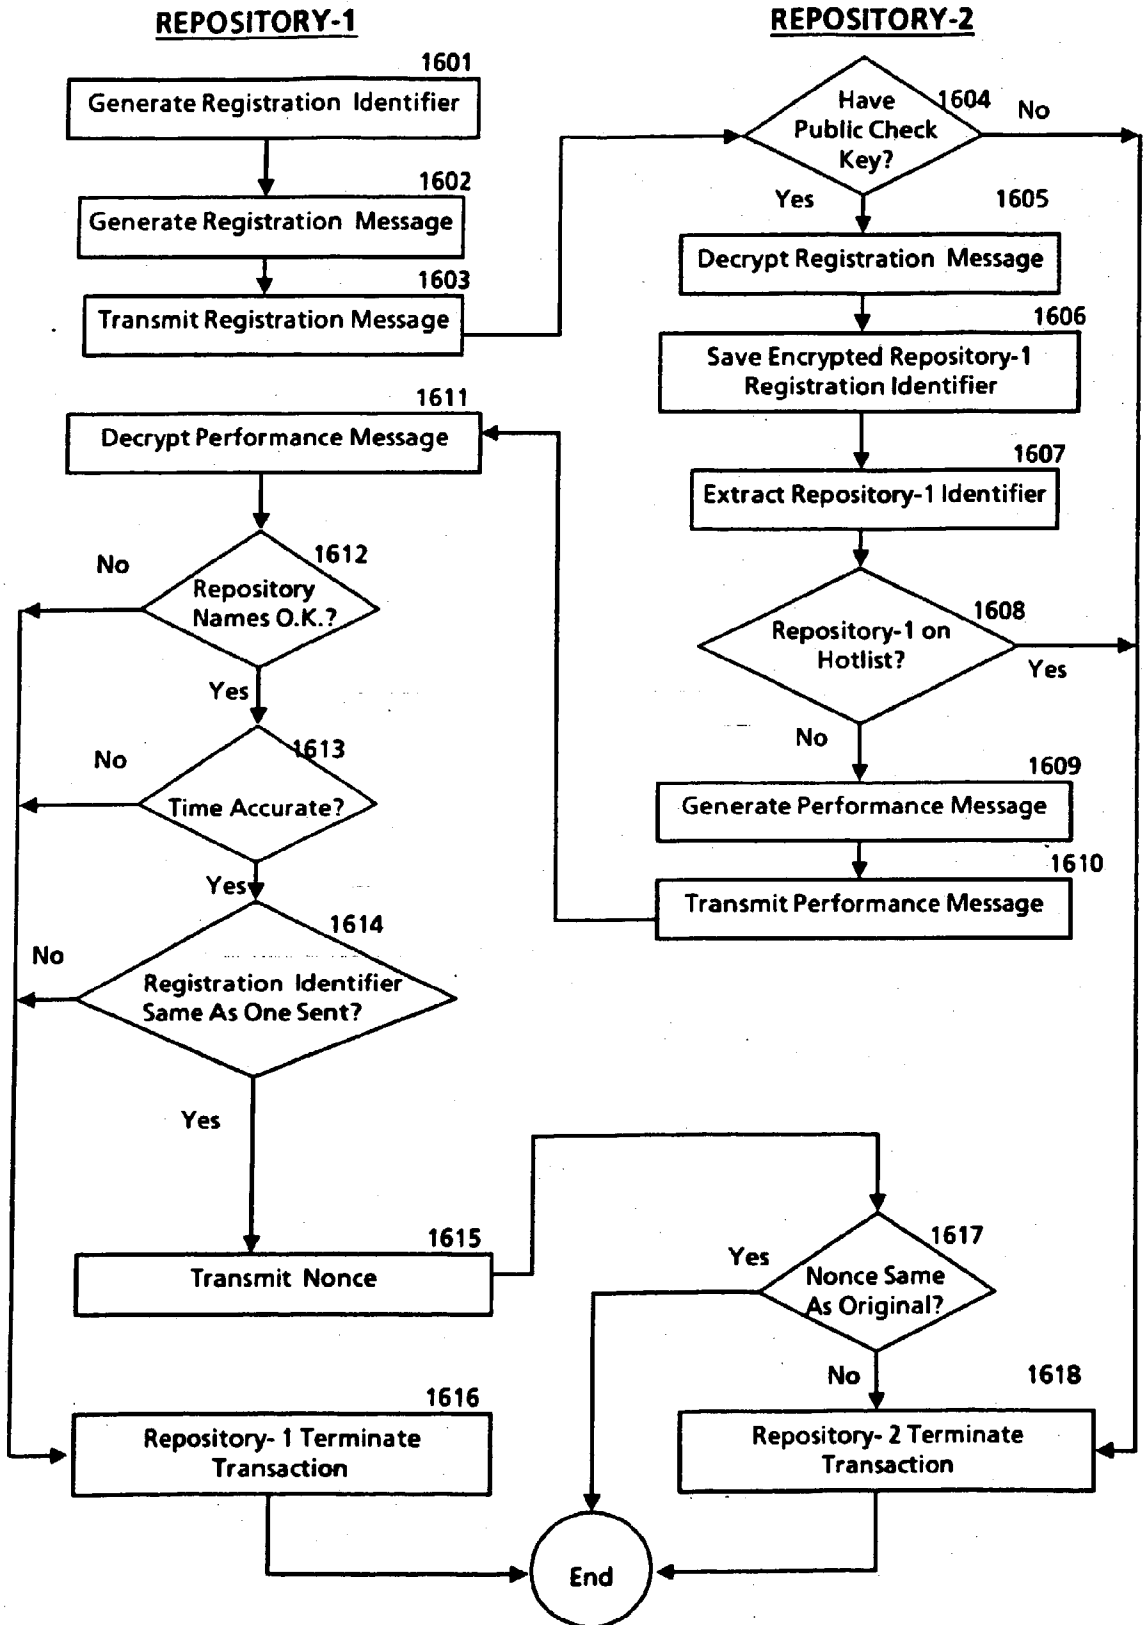 REPOSITORY-1
1601
Generate Registration Identifier
1602
Generate Registration Message
1603
Transmit Registration Message
1611
Decrypt Performance Message
1612
No
Repository
Names O.K.?
Yes
1613
No
Time Accurate?
Yes
1614
No
Registration Identifier
Same As One Sent?
Yes
1615
Transmit Nonce
1616
Repository- 1 Terminate
Transaction
REPOSITORY-2
1604
No
Have
Public Check
Key?
Yes
1605
Decrypt Registration Message
1606
Save Encrypted Repository-1
Registration Identifier
1607
Extract Repository-1 Identifier
1608
Repository-1 on
Hotlist?
Yes
No
1609
Generate Performance Message
1610
Transmit Performance Message
1617
Yes
Nonce Same
As Original?
No
1618
Repository- 2 Terminate
Transaction
End